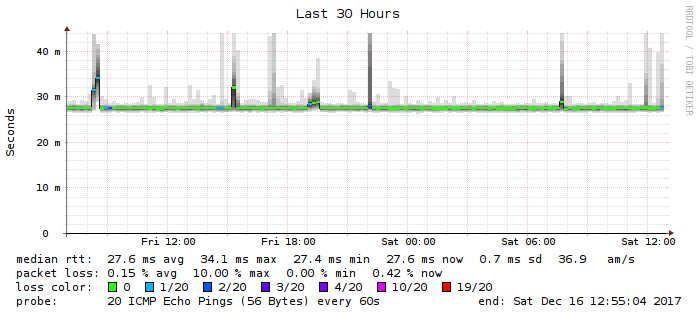 Last 30 Hours
RRDTOOL / TOBI OETIKER
Seconds
40 m
30 m
20 m
10 m
0
Fri 12:00 Fri 18:00 Sat 00:00 Sat 06:00 Sat 12:00
median rtt: 27.6 ms avg 34.1 ms max 27.4 ms min 27.6 ms now 0.7 ms sd 36.9 am/s
packet loss: 0.15 % avg 10.00 % max 0.00 % min 0.42 % now
loss color: 0 1/20 2/20 3/20 4/20 10/20 19/20
probe: 20 ICMP Echo Pings (56 Bytes) every 60s end: Sat Dec 16 12:55:04 2017